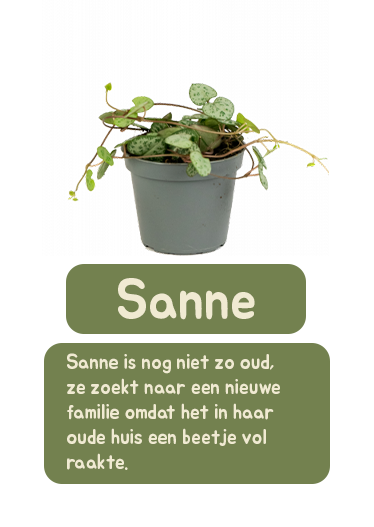 Sanne
Sanne is nog niet zo oud,
ze zoekt naar een nieuwe
familie omdat het in haar
oude huis een beetje vol
raakte.